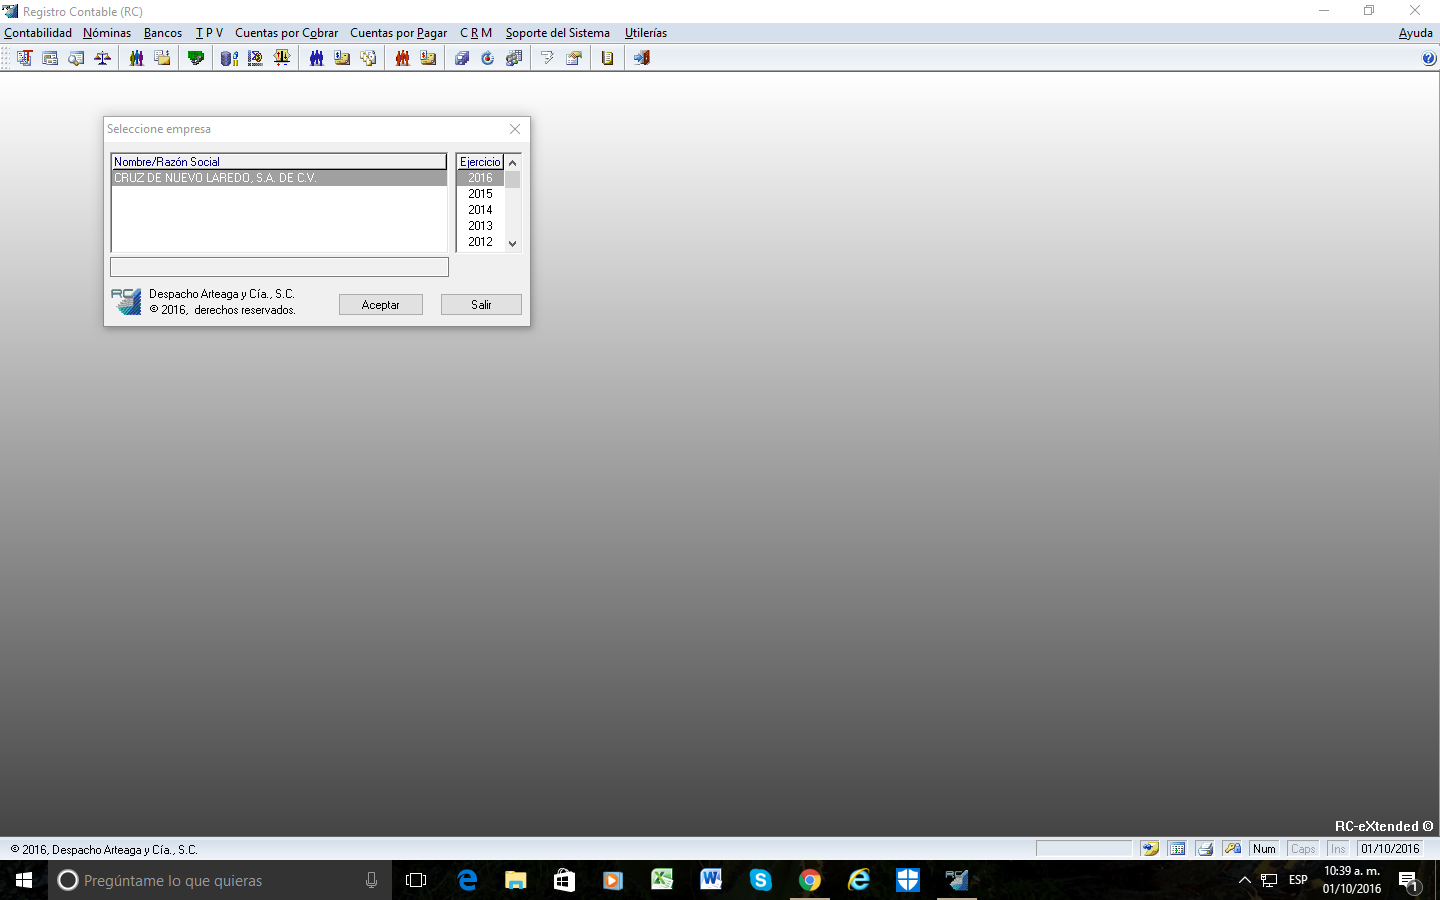 Registro Contable (RC)
Contabilidad Nóminas Bancos T P V Cuentas por Cobrar Cuentas por Pagar C R M Soporte del Sistema Utilerías Ayuda
Seleccione empresa
Nombre/Razón Social Ejercicio
CRUZ DE NUEVO LAREDO, S.A. DE C.V. 2016
2015
2014
2013
2012
RC
Despacho Arteaga y Cía., S.C.
© 2016, derechos reservados.
Aceptar Salir
RC-eXtended ©
© 2016, Despacho Arteaga y Cía., S.C. Num Caps Ins 01/10/2016
Pregúntame lo que quieras ESP 10:39 a. m.
01/10/2016 1